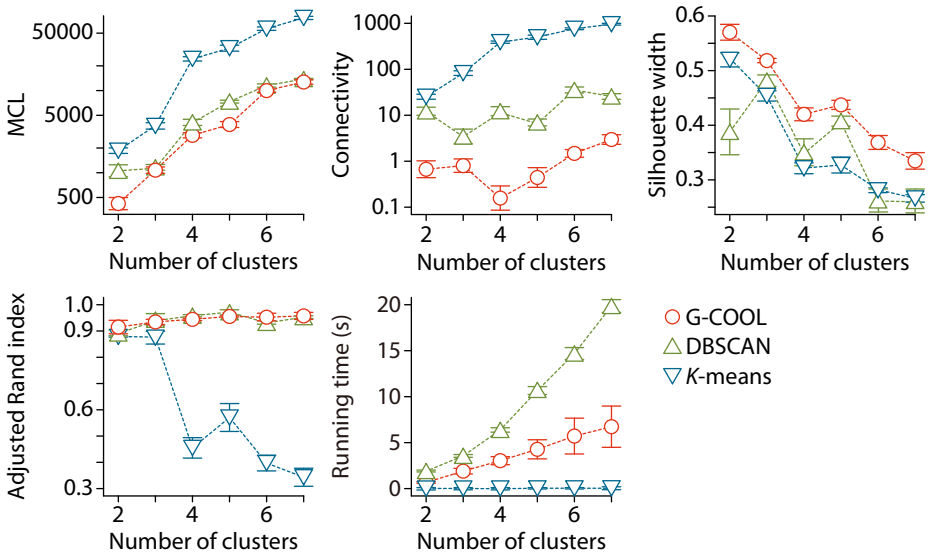 MCL
50000
5000
500
2
4
6
Number of clusters
Connectivity
1000
100
10
1
0.1
2
4
6
Number of clusters
Silhouette width
0.6
0.5
0.4
0.3
2
4
6
Number of clusters
Adjusted Rand index
1.0
0.9
0.6
0.3
2
4
6
Number of clusters
Running time (s)
20
15
10
5
0
2
4
6
Number of clusters
G-COOL
DBSCAN
K-means